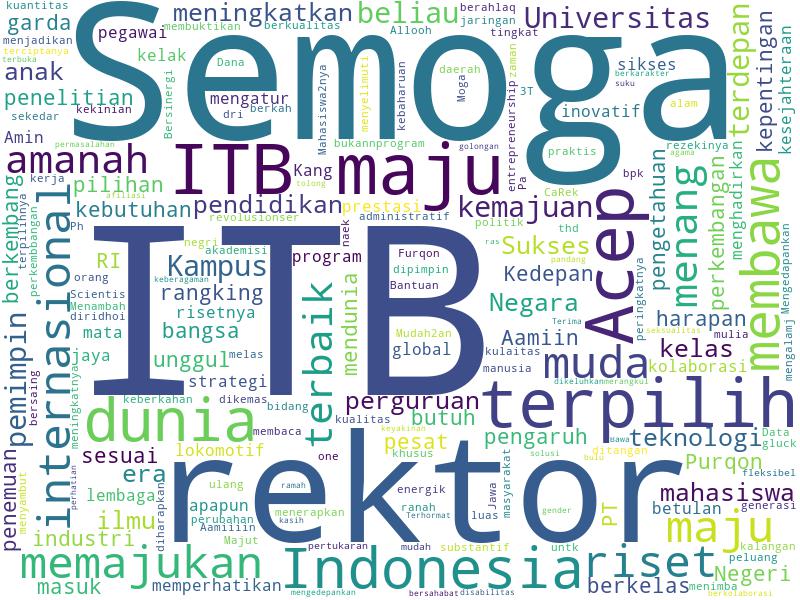 kuantitas
garda
menjadikan
terciptanya
terbuka
anak
penelitian
sekedar
Amin
pegawai
kelak
Semoga
meningkatkan
membuktikan
berkualitas
beliau
berahlaq
jaringan
Allooh
tingkat
Universitas
Dana
Bersinergi
mengatur
dri
berkah
kekinian
Mahasiswa2nya
menyelimuti
kebaharuan
daerah
Moga
zaman
3T
entrepreneurship
inovatif
sikses
berkarakter
suku
alam
praktis
terdepan
kepentingan
kesejahteraan
permasalahan
amanah
ITB
Kang
tolong
maju
bukannprogram
golongan
Pa
CaRek
bpk
rezekinya
agama
kerja
pilihan
afiliasi
kebutuhan
pendidikan
revolusioner
prestasi
administratif
kemajuan
politik
thd
Acep
pengetahuan
menang
perkembangan
menghadirkan
membawa
Mengedapankan
berkembang
terpilihnya
perkembbangan
internasional
Ph
negri
akademisi
RI
orang
Kampus
keberagaman
program
naek
Furqon
dipimpin
Bantuan
ras
Sukses
pandang
Kedepan
Scientis
Menambah
diridhoi
rangking
risetnya
ITB
mendunia
Negara
Terima
peringkatnya
harapan
mulia
seksualitas
mengalamj
mata
bangsa
Mudah2an
global
Aamiin
kulaitas
manusia
kelas
kolaborasi
pemimpin
bersaing
jaya
meningkatnya
unggul
melas
strategi
terbaik
muda
dikeluhkan
merangkul
dunia
keberkahan
dikemas
bidang
perguruan
kualitas
membaca
keyakinan
butuh
terpilih
penemuan
menyambut
sesuai
perhatian
era
lokomotif
one
pesat
khusus
pengaruh
solusi
Bawa
bulu
ditangan
teknologi
Data
gluck
Purqon
fleksibel
lembaga
diharapkan
rektor
ulang
ramah
energik
Jawa
masyarakat
PT
mahasiswa
generasi
ilmu
apapun
perubahan
menerapkan
ranah
Terhormat
luas
gender
betulan
maju
kalangan
industri
Aamiiiin
kasih
Majut
pertukaran
mudah
substantif
untk
peluang
memajukan
Indonesia
riset
Negeri
masuk
memperhatikan
mengedepankan
bersahabat
disabilitas
berkelas
menimba
berkolaborasi